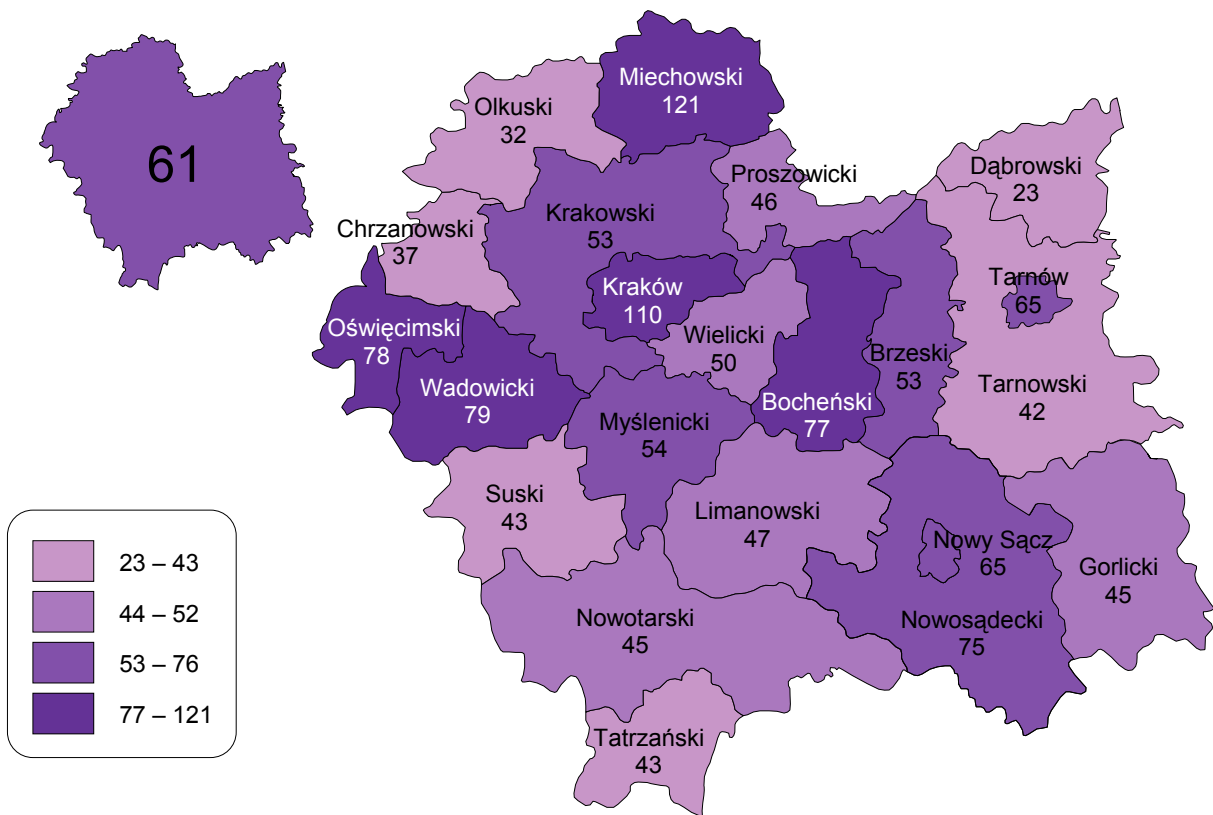 61
Miechowski
121
Olkuski
32
Proszowicki
46
Dąbrowski
23
Krakowski
53
Chrzanowski
37
Tarnów
65
Kraków
110
Oświęcimski
78
Wielicki
50
Brzeski
53
Wadowicki
79
Bocheński
77
Tarnowski
42
Myślenicki
54
Suski
43
Limanowski
47
Nowy Sącz
65
Gorlicki
45
Nowotarski
45
Nowosądecki
75
Tatrzański
43
23 – 43
44 – 52
53 – 76
77 – 121